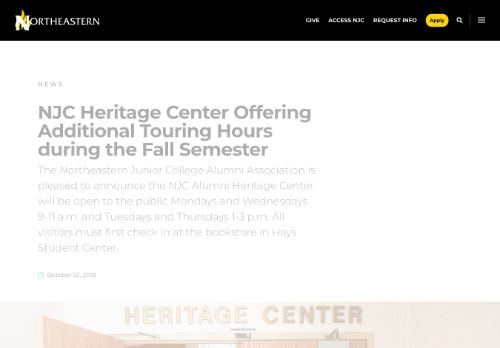 NORTHEASTERN
GIVE ACCESS NJC REQUEST INFO Apply
NEWS
NJC Heritage Center Offering
Additional Touring Hours
during the Fall Semester
The Northeastern Junior College Alumni Association is
pleased to announce the NJC Alumni Heritage Center
will be open to the public Mondays and Wednesdays
9-11 a.m. and Tuesdays and Thursdays 1-3 p.m. All
visitors must first check in at the bookstore in Hays
Student Center.
October 22, 2018
HERITAGE CENTER